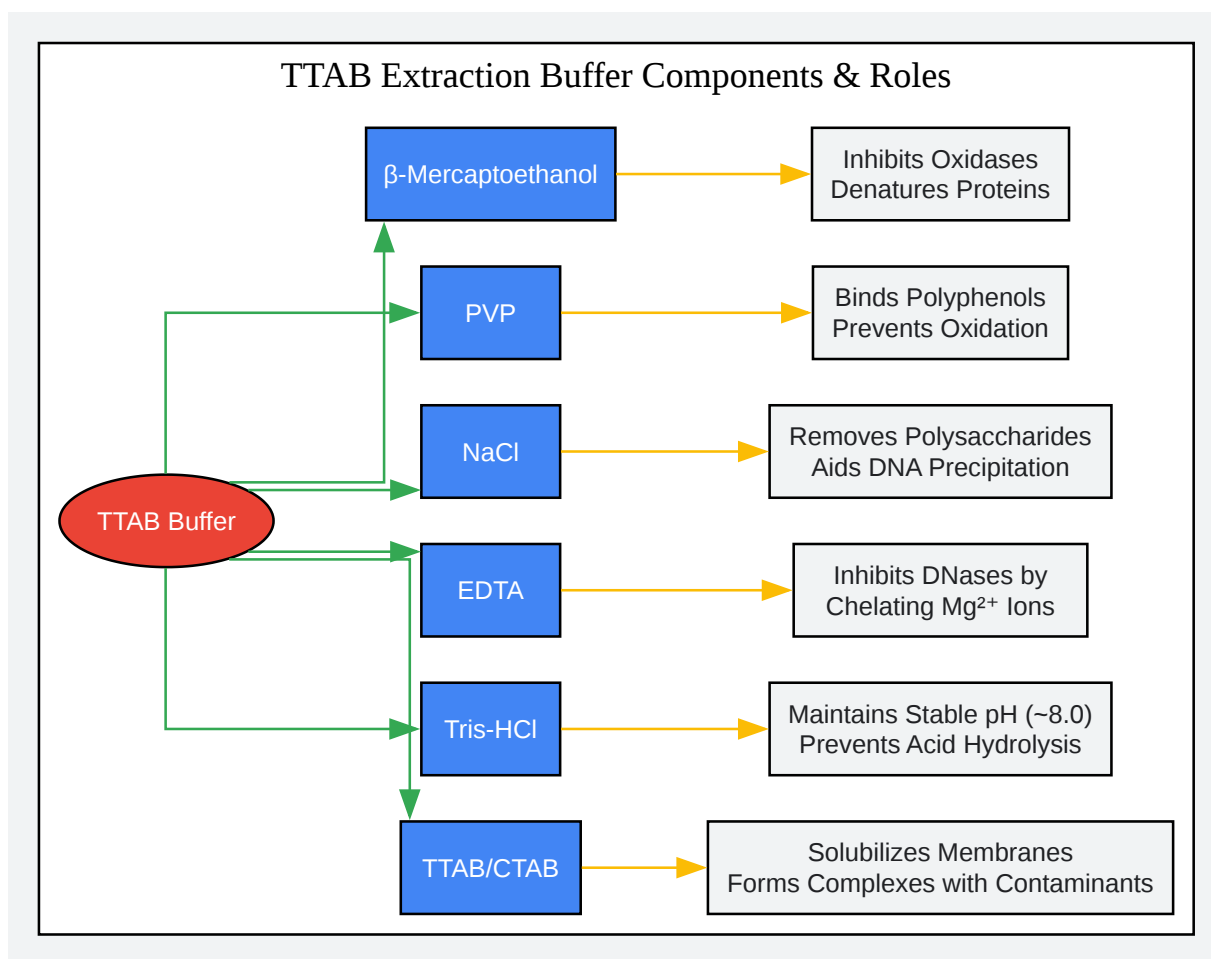 TTAB Extraction Buffer Components & Roles
β-Mercaptoethanol
Inhibits Oxidases
Denatures Proteins
PVP
Binds Polyphenols
Prevents Oxidation
NaCl
Removes Polysaccharides
Aids DNA Precipitation
TTAB Buffer
EDTA
Inhibits DNases by
Chelating Mg²⁺ Ions
Tris-HCl
Maintains Stable pH (~8.0)
Prevents Acid Hydrolysis
TTAB/CTAB
Solubilizes Membranes
Forms Complexes with Contaminants